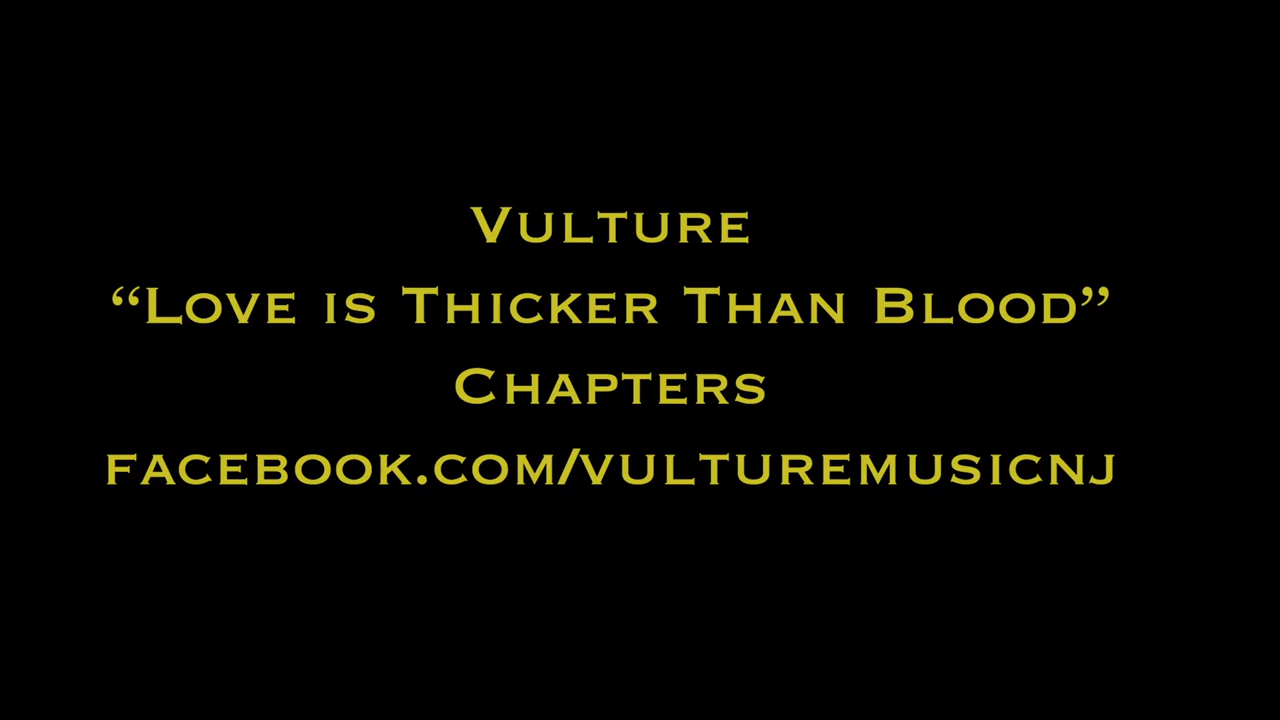 Vulture
“Love is Thicker Than Blood”
Chapters
facebook.com/vulturemusicnj